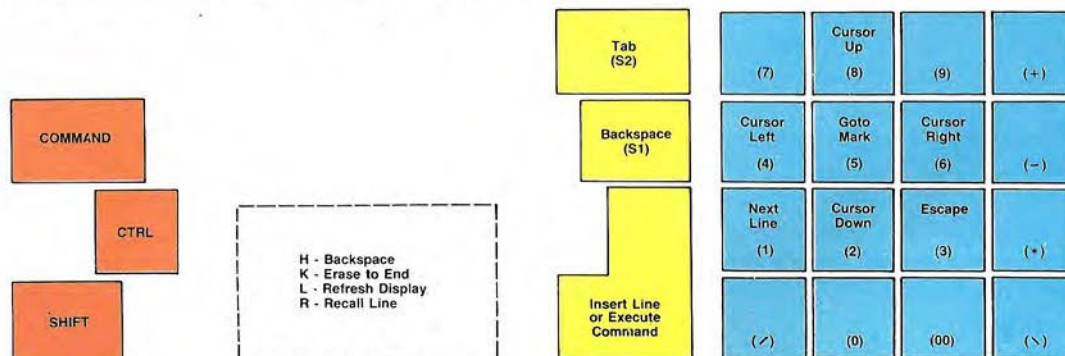 COMMAND
CTRL
SHIFT
H - Backspace
K - Erase to End
L - Refresh Display
R - Recall Line
Tab
(S2)
Backspace
(S1)
Insert Line
or Execute
Command
(7)
Cursor
Up
(8)
(9)
(+)
Cursor
Left
(4)
Goto
Mark
(5)
Cursor
Right
(6)
(-)
Next
Line
(1)
Cursor
Down
(2)
Escape
(3)
(*)
(/)
(0)
(00)
(\)